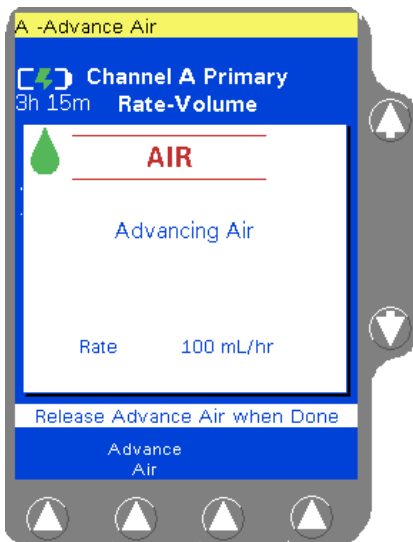 A -Advance Air
Channel A Primary
3h 15m Rate-Volume
AIR
Advancing Air
Rate 100 mL/hr
Release Advance Air when Done
Advance
Air